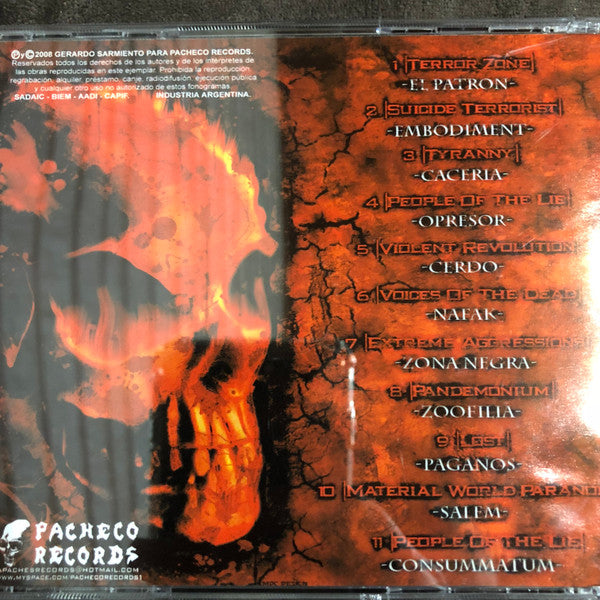 ℗y©2008 GERARDO SARMIENTO PARA PACHECO RECORDS.
Reservados todos los derechos de los autores y de los intérpretes de
las obras reproducidas en este ejemplar. Prohibida la reproducción,
regrabación, alquiler, préstamo, canje, radiodifusión, ejecución pública
y cualquier otro uso no autorizado de estos fonogramas
SADAIC - BIEM - AADI - CAPIF. INDUSTRIA ARGENTINA.
1 |Terror Zone|
-EL PATRON-
2 |Suicide Terrorist|
-EMBODIMENT-
3 |Tyranny|
-CACERIA-
4 |People Of The Lie|
-OPRESOR-
5 |Violent Revolution|
-CERDO-
6 |Voices Of The Dead|
-NAFAK-
7 |Extreme Aggressions|
-ZONA NEGRA-
8 |Pandemonium|
-ZOOFILIA-
9 |Lost|
-PAGANOS-
10 |Material World Parano
-SALEM-
11 |People Of The Lie|
-CONSUMMATUM-
PACHECO
RECORDS
APACHESRECORDS@HOTMAIL.COM
WWW.MYSPACE.COM/PACHECORECORDS1